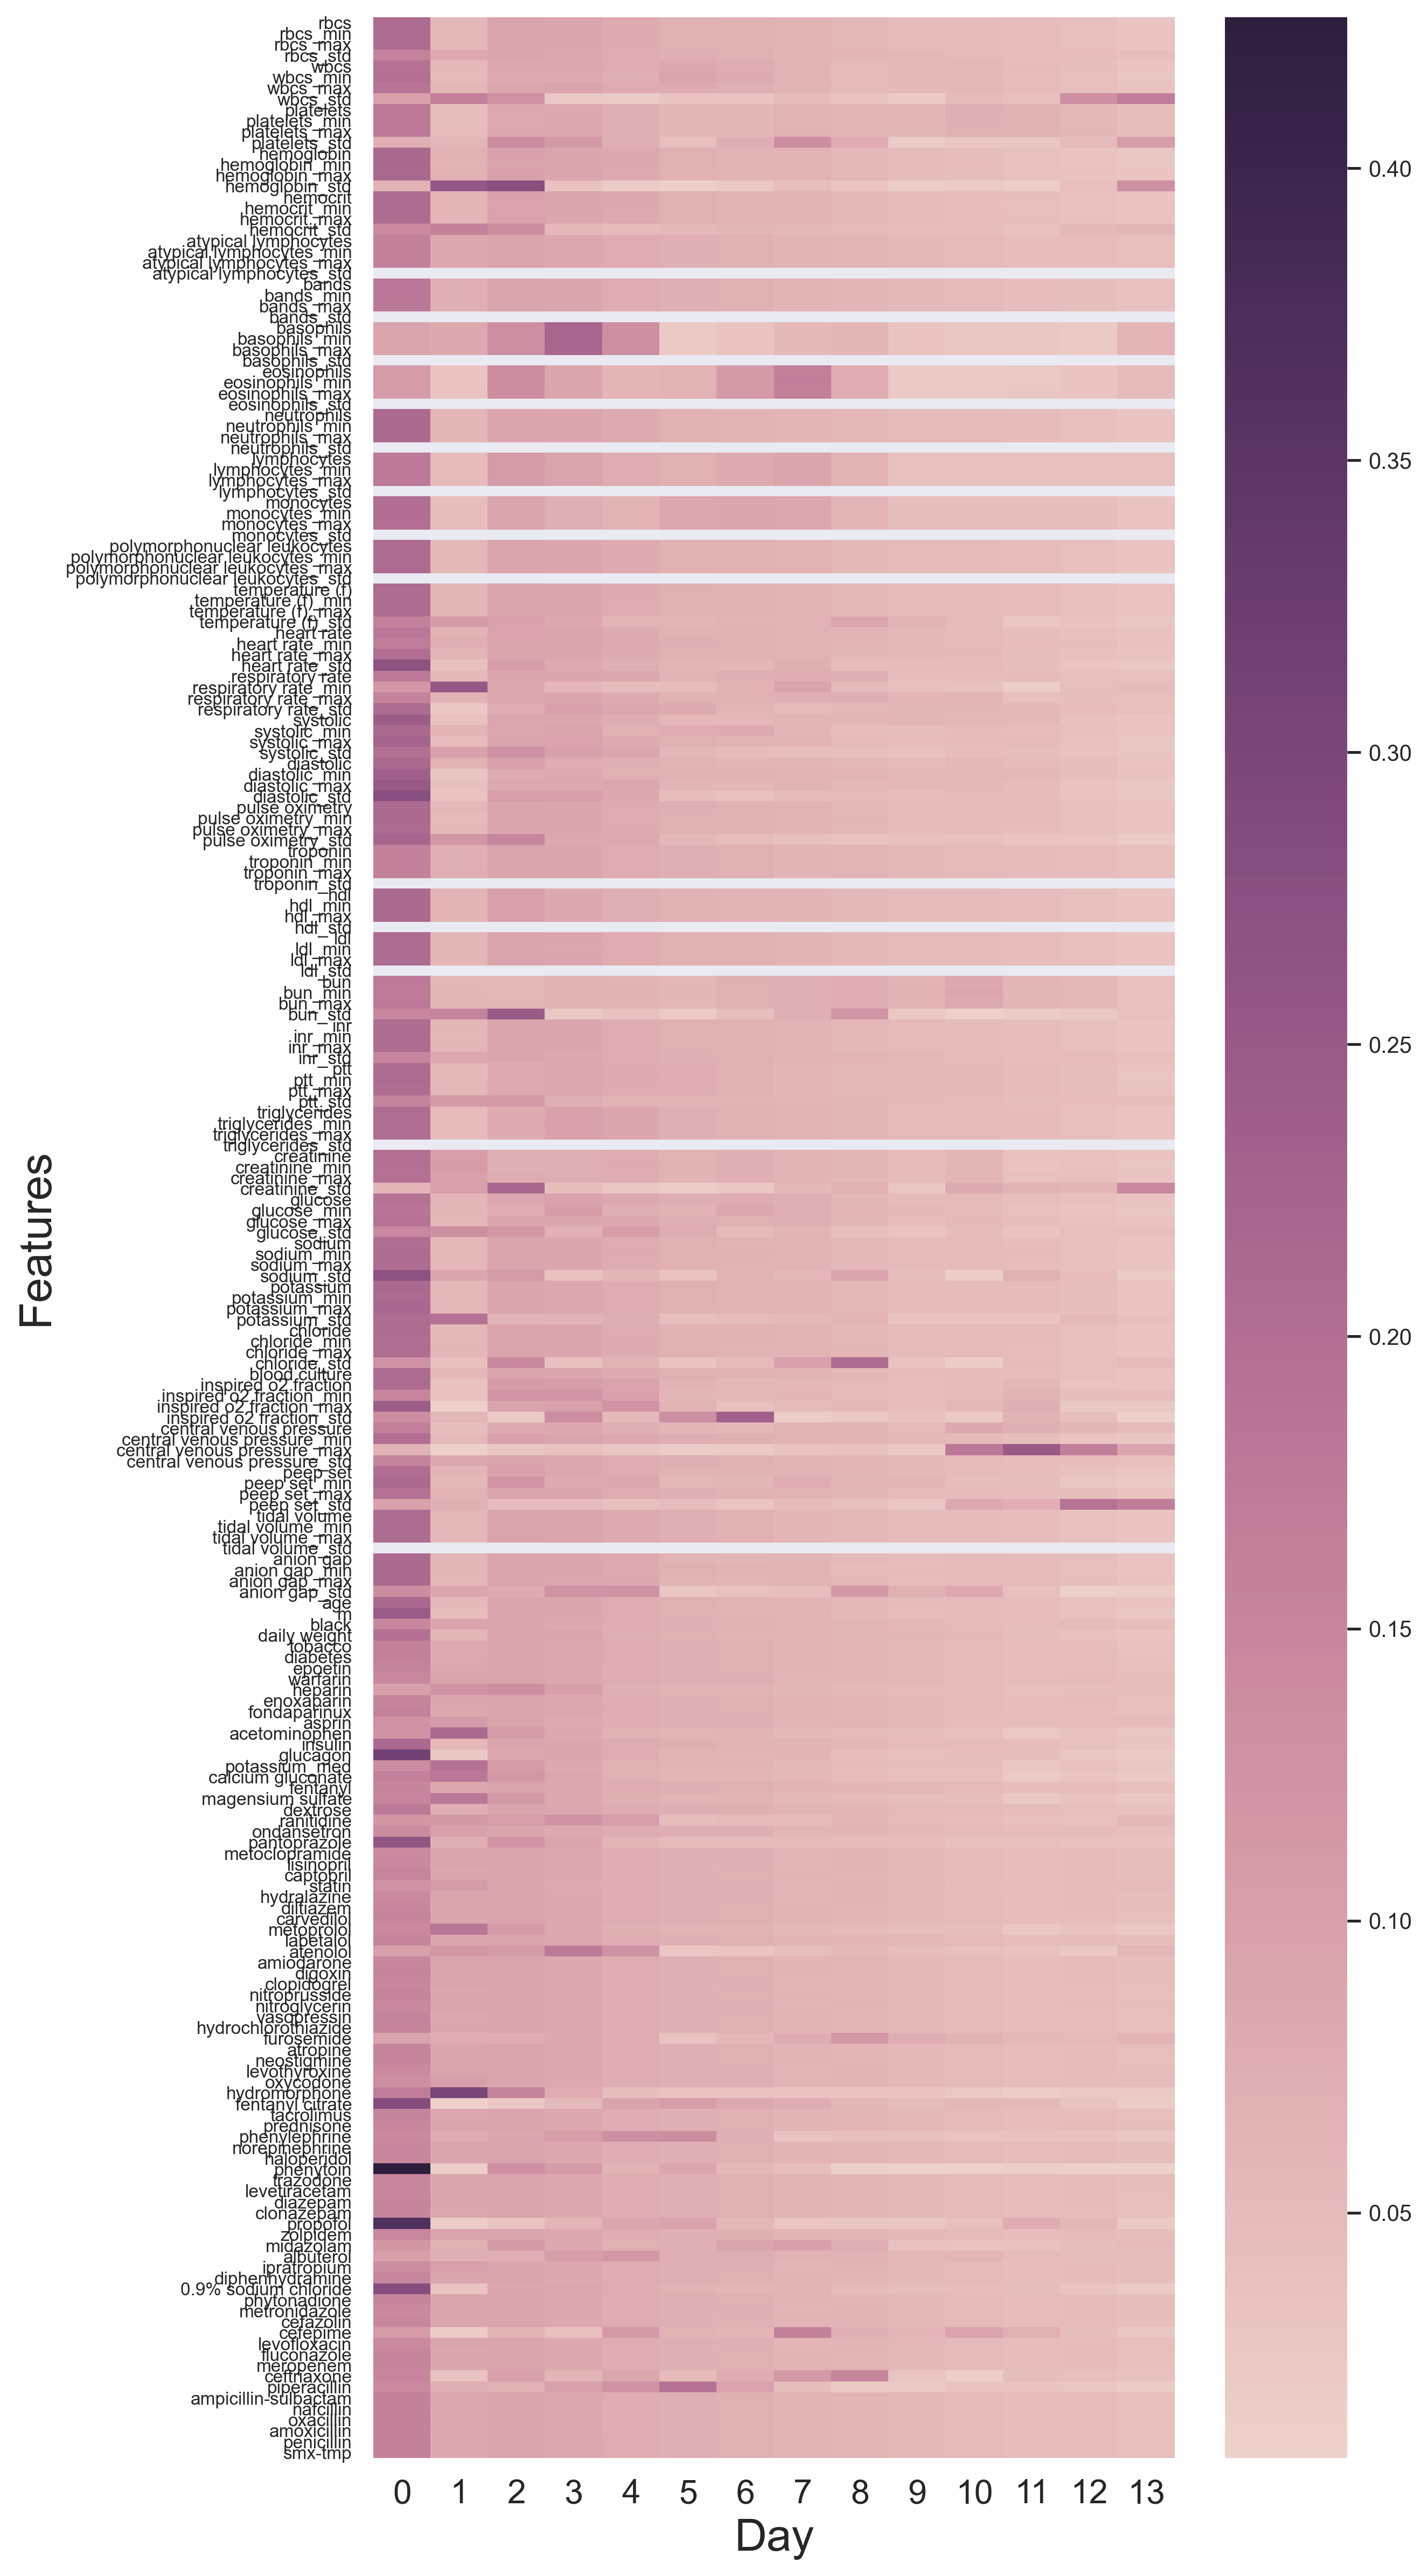 rbcs
rbcs_min
rbcs_max
rbcs_std
wbcs
wbcs_min
wbcs_max
wbcs_std
platelets
platelets_min
platelets_max
platelets_std
hemoglobin
hemoglobin_min
hemoglobin_max
hemoglobin_std
hemocrit
hemocrit_min
hemocrit_max
hemocrit_std
atypical lymphocytes
atypical lymphocytes_min
atypical lymphocytes_max
atypical lymphocytes_std
bands
bands_min
bands_max
bands_std
basophils
basophils_min
basophils_max
basophils_std
eosinophils
eosinophils_min
eosinophils_max
eosinophils_std
neutrophils
neutrophils_min
neutrophils_max
neutrophils_std
lymphocytes
lymphocytes_min
lymphocytes_max
lymphocytes_std
monocytes
monocytes_min
monocytes_max
monocytes_std
polymorphonuclear leukocytes
polymorphonuclear leukocytes_min
polymorphonuclear leukocytes_max
polymorphonuclear leukocytes_std
temperature (f)
temperature (f)_min
temperature (f)_max
temperature (f)_std
heart rate
heart rate_min
heart rate_max
heart rate_std
respiratory rate
respiratory rate_min
respiratory rate_max
respiratory rate_std
systolic
systolic_min
systolic_max
systolic_std
diastolic
diastolic_min
diastolic_max
diastolic_std
pulse oximetry
pulse oximetry_min
pulse oximetry_max
pulse oximetry_std
troponin
troponin_min
troponin_max
troponin_std
hdl
hdl_min
hdl_max
hdl_std
ldl
ldl_min
ldl_max
ldl_std
bun
bun_min
bun_max
bun_std
inr
inr_min
inr_max
inr_std
ptt
ptt_min
ptt_max
ptt_std
triglycerides
triglycerides_min
triglycerides_max
triglycerides_std
creatinine
creatinine_min
creatinine_max
creatinine_std
glucose
glucose_min
glucose_max
glucose_std
sodium
sodium_min
sodium_max
sodium_std
potassium
potassium_min
potassium_max
potassium_std
chloride
chloride_min
chloride_max
chloride_std
blood culture
inspired o2 fraction
inspired o2 fraction_min
inspired o2 fraction_max
inspired o2 fraction_std
central venous pressure
central venous pressure_min
central venous pressure_max
central venous pressure_std
peep set
peep set_min
peep set_max
peep set_std
tidal volume
tidal volume_min
tidal volume_max
tidal volume_std
anion gap
anion gap_min
anion gap_max
anion gap_std
age
m
black
daily weight
tobacco
diabetes
epoetin
warfarin
heparin
enoxaparin
fondaparinux
asprin
acetominophen
insulin
glucagon
potassium_med
calcium gluconate
fentanyl
magensium sulfate
dextrose
ranitidine
ondansetron
pantoprazole
metoclopramide
lisinopril
captopril
statin
hydralazine
diltiazem
carvedilol
metoprolol
labetalol
atenolol
amiodarone
digoxin
clopidogrel
nitroprusside
nitroglycerin
vasopressin
hydrochlorothiazide
furosemide
atropine
neostigmine
levothyroxine
oxycodone
hydromorphone
fentanyl citrate
tacrolimus
prednisone
phenylephrine
norepinephrine
haloperidol
phenytoin
trazodone
levetiracetam
diazepam
clonazepam
propofol
zolpidem
midazolam
albuterol
ipratropium
diphenhydramine
0.9% sodium chloride
phytonadione
metronidazole
cefazolin
cefepime
levofloxacin
fluconazole
meropenem
ceftriaxone
piperacillin
ampicillin-sulbactam
nafcillin
oxacillin
amoxicillin
penicillin
smx-tmp
Features
0 1 2 3 4 5 6 7 8 9 10 11 12 13
Day
0.40
0.35
0.30
0.25
0.20
0.15
0.10
0.05